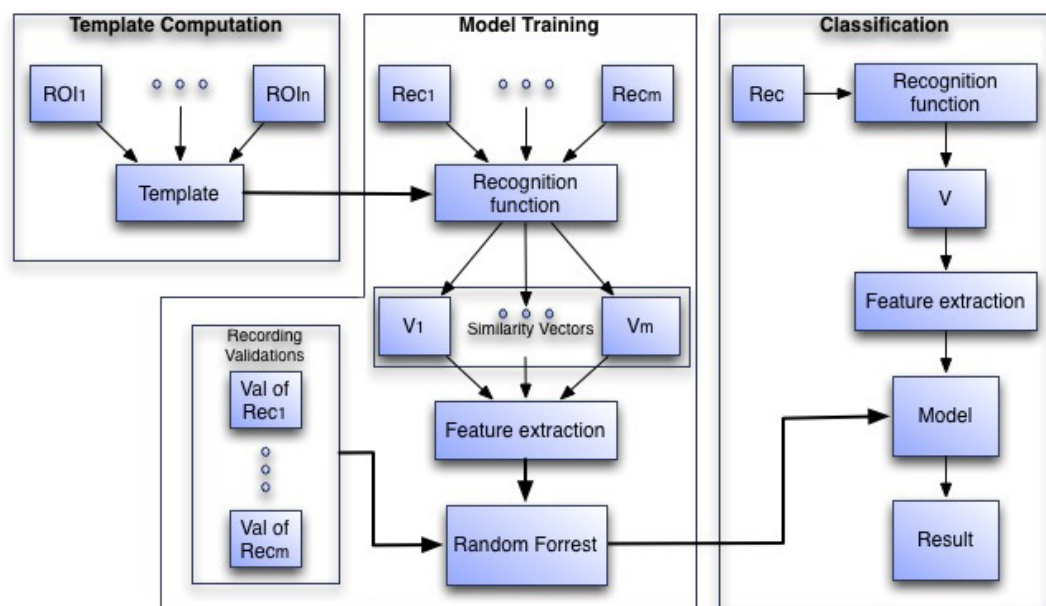 Template Computation
ROI1
ROIn
Template
Model Training
Rec1
Recm
Recognition
function
V1
Similarity Vectors
Vm
Feature extraction
Recording
Validations
Val of
Rec1
Val of
Recm
Random Forrest
Classification
Rec
Recognition
function
V
Feature extraction
Model
Result